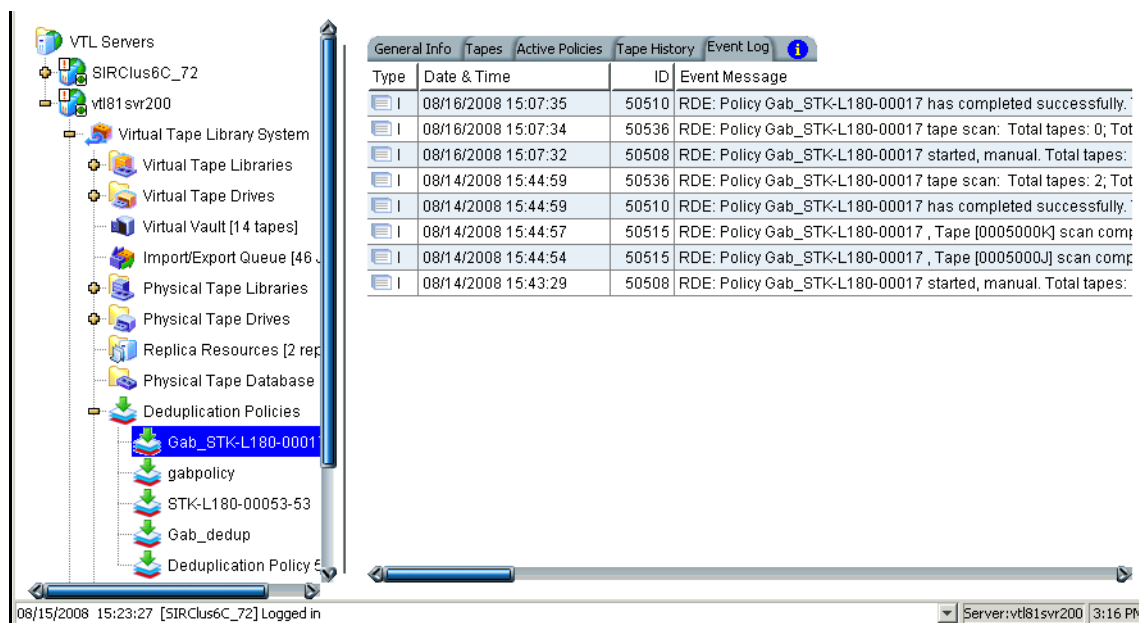 VTL Servers
SIRClus6C_72
vtl81svr200
Virtual Tape Library System
Virtual Tape Libraries
Virtual Tape Drives
Virtual Vault [14 tapes]
Import/Export Queue [46
Physical Tape Libraries
Physical Tape Drives
Replica Resources [2 rep
Physical Tape Database
Deduplication Policies
Gab_STK-L180-00017
gabpolicy
STK-L180-00053-53
Gab_dedup
Deduplication Policy 5
General Info Tapes Active Policies Tape History Event Log i
Type Date & Time ID Event Message
I 08/16/2008 15:07:35 50510 RDE: Policy Gab_STK-L180-00017 has completed successfully.
I 08/16/2008 15:07:34 50536 RDE: Policy Gab_STK-L180-00017 tape scan: Total tapes: 0; Tot
I 08/16/2008 15:07:32 50508 RDE: Policy Gab_STK-L180-00017 started, manual. Total tapes:
I 08/14/2008 15:44:59 50536 RDE: Policy Gab_STK-L180-00017 tape scan: Total tapes: 2; Tot
I 08/14/2008 15:44:59 50510 RDE: Policy Gab_STK-L180-00017 has completed successfully.
I 08/14/2008 15:44:57 50515 RDE: Policy Gab_STK-L180-00017 , Tape [0005000K] scan comp
I 08/14/2008 15:44:54 50515 RDE: Policy Gab_STK-L180-00017 , Tape [0005000J] scan comp
I 08/14/2008 15:43:29 50508 RDE: Policy Gab_STK-L180-00017 started, manual. Total tapes:
08/15/2008 15:23:27 [SIRClus6C_72] Logged in
Server:vtl81svr200 3:16 PM